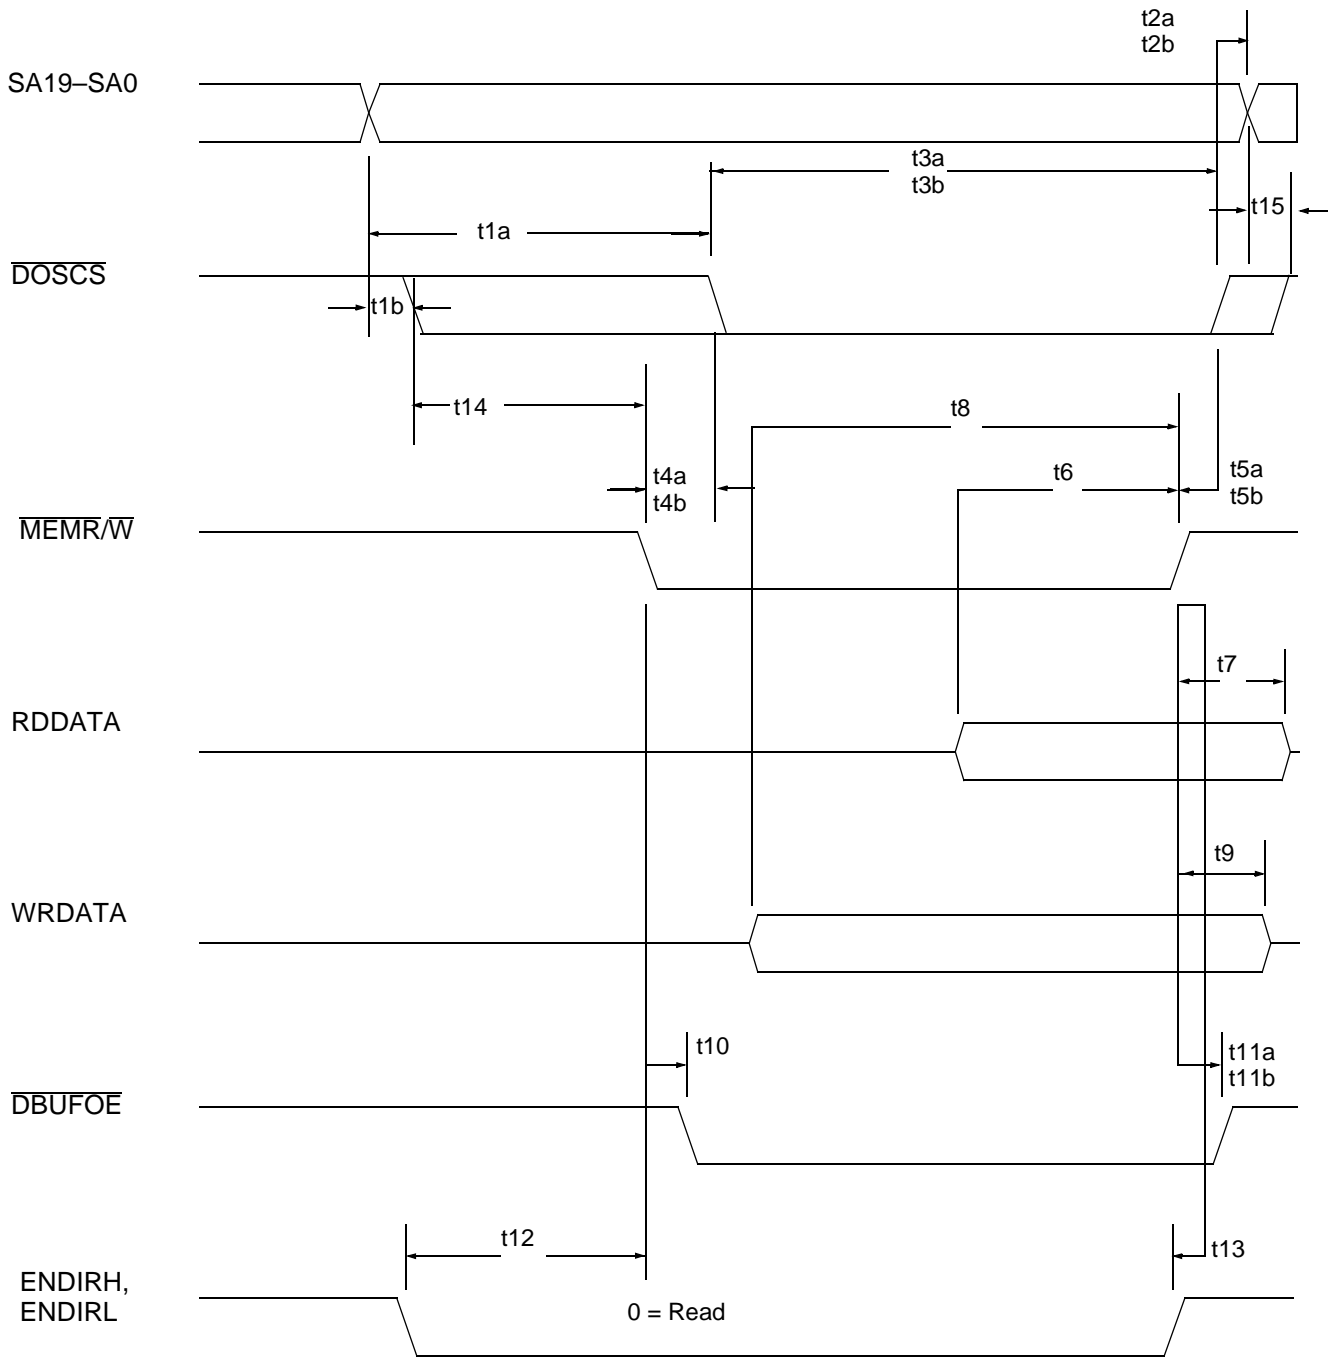 t2a
t2b
SA19–SA0
t3a
t3b
t15
t1a
DOSCS
t1b
t14
t8
t4a
t4b
t6
t5a
t5b
MEMR/W
t7
RDDATA
t9
WRDATA
t10
t11a
t11b
DBUFOE
t12
t13
ENDIRH,
ENDIRL
0 = Read